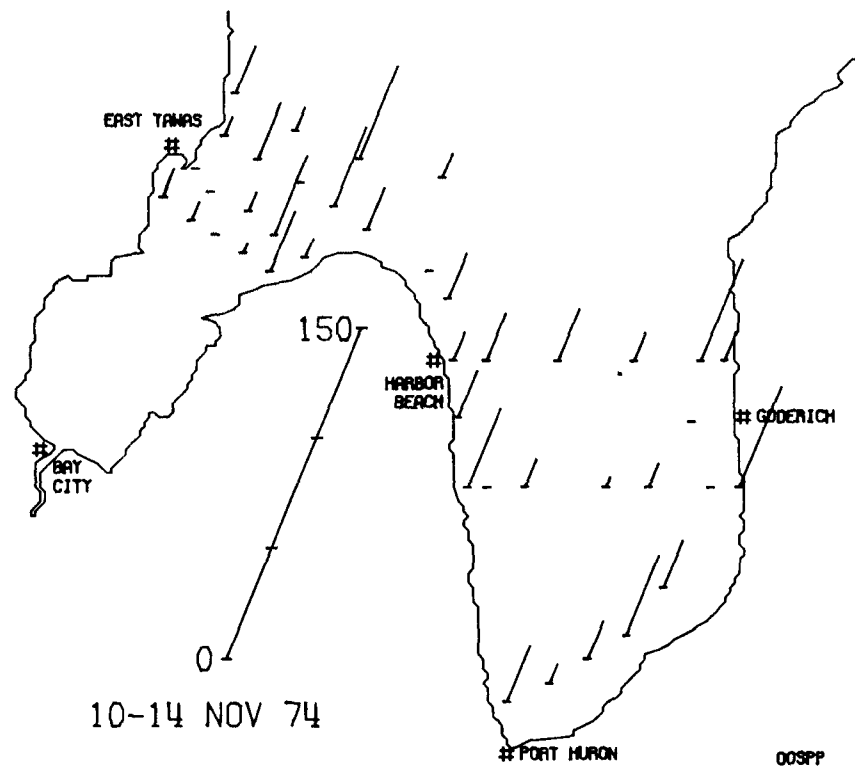 EAST TAWAS
150
HARBOR
BEACH
# GODERICH
BAY
CITY
0
10-14 NOV 74
# PORT HURON
OOSPP